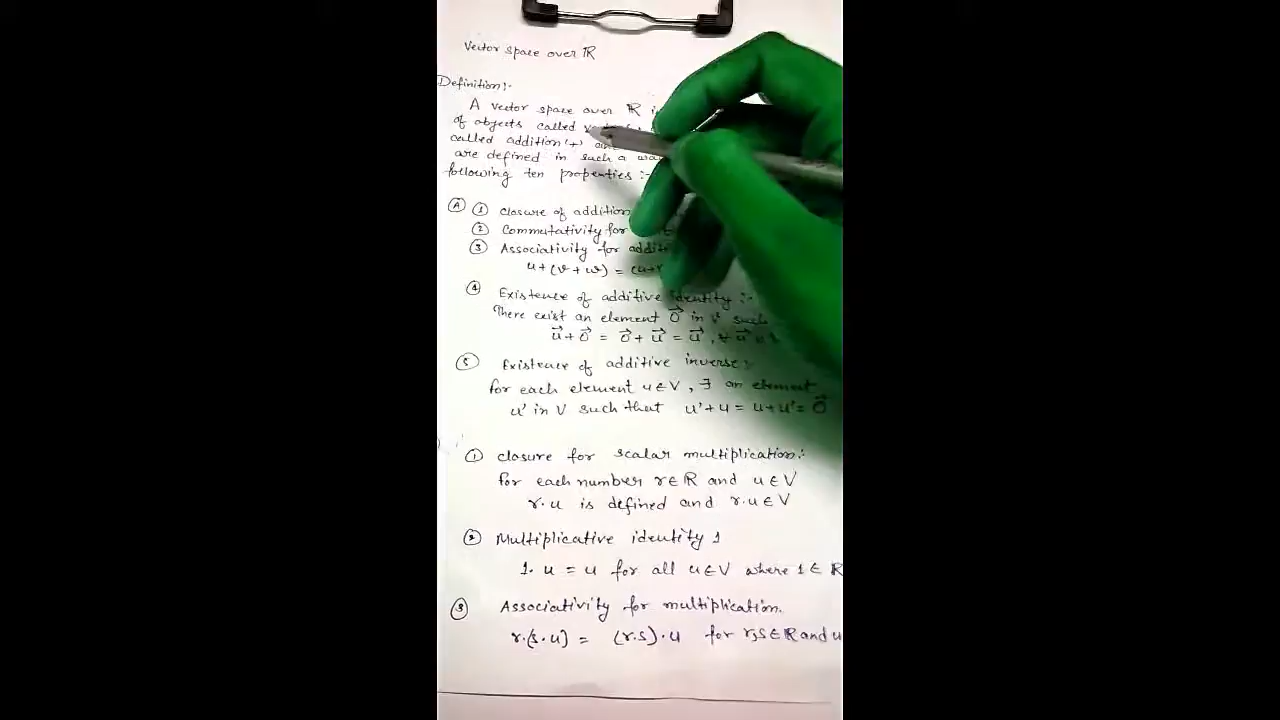 Vector space over ℝ
Definition:-
A vector space over ℝ
of objects called
called addition '+'
are defined in such a
following ten properties :-
Ⓐ ① Closure of addition
② Commutativity for
③ Associativity for
u+(v+w) =
④ Existence of additive identity :-
There exist an element 0⃗ in V such
u⃗+0⃗ = 0⃗+u⃗ = u⃗, ∀ u⃗
⑤ Existence of additive inverse:
for each element u∈V, ∃ an element
u' in V such that u'+u = u+u'= 0⃗
① closure for scalar multiplication:-
for each number r∈ℝ and u∈V
r·u is defined and r.u∈V
② Multiplicative identity 1
1. u = u for all u∈V where 1∈ ℝ
③ Associativity for multiplication.
r.(s.u) = (r.s).u for r,s∈ℝ and u